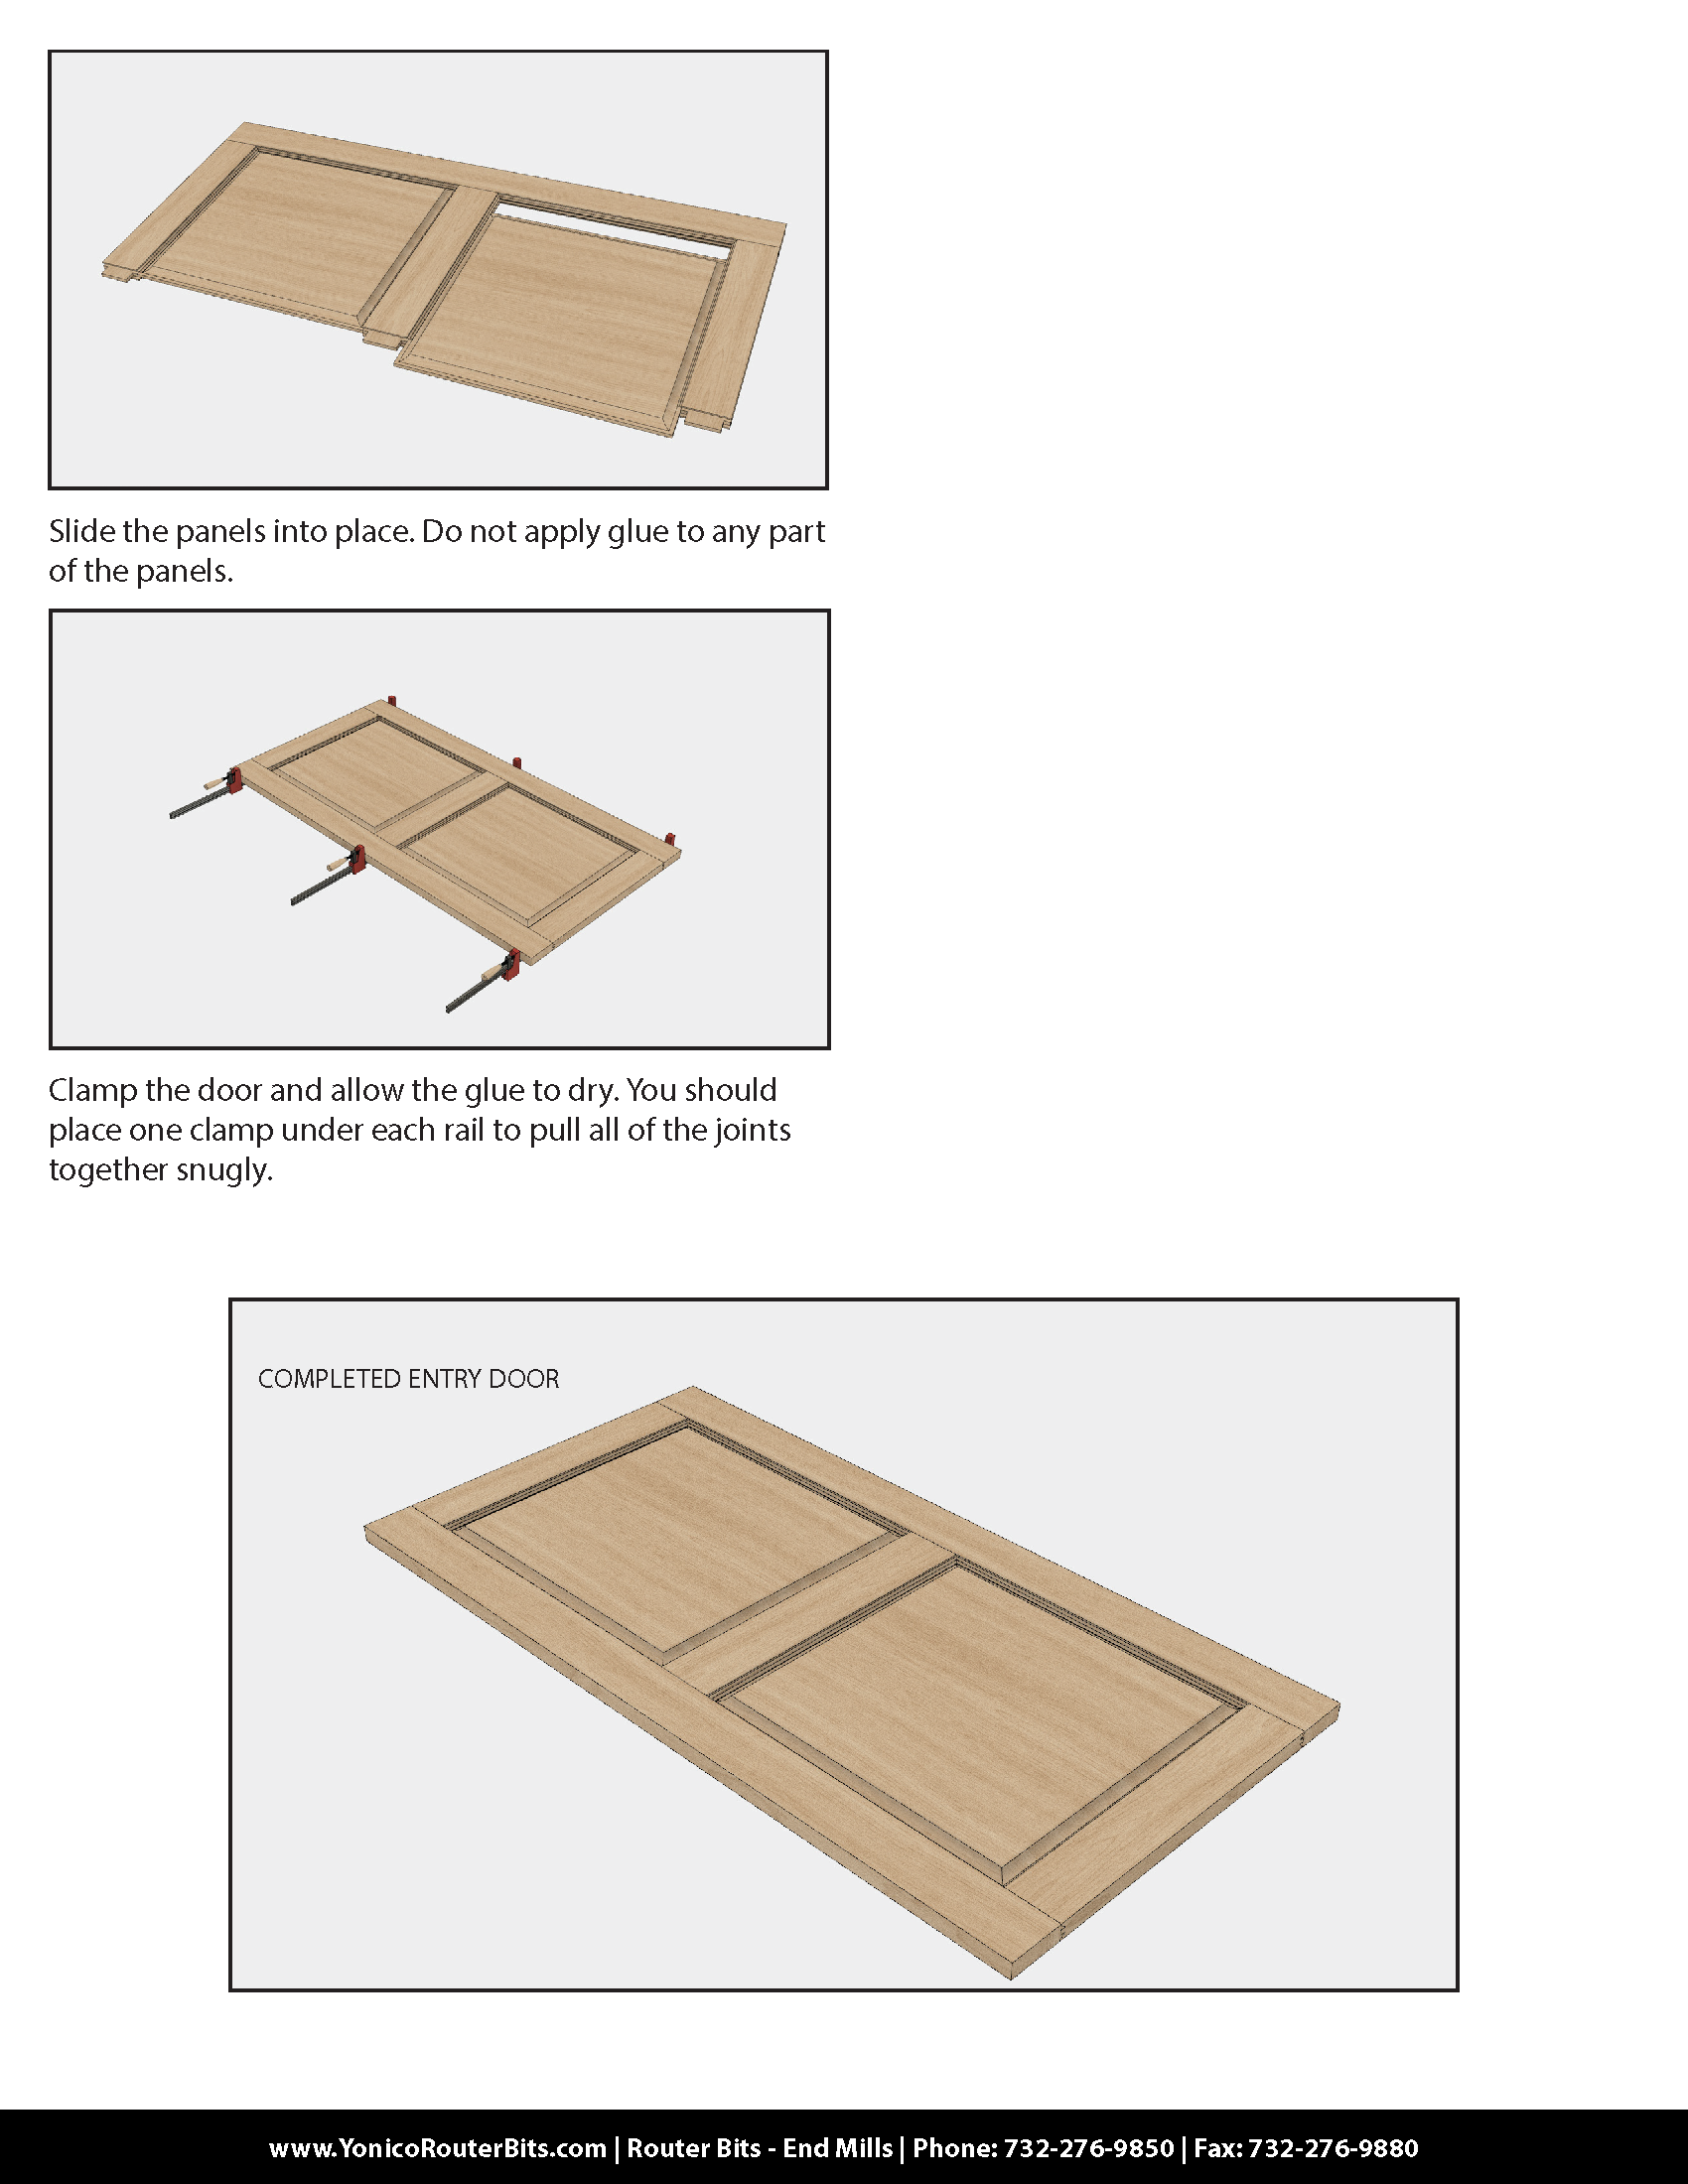 Slide the panels into place. Do not apply glue to any part
of the panels.
Clamp the door and allow the glue to dry. You should
place one clamp under each rail to pull all of the joints
together snugly.
COMPLETED ENTRY DOOR
www.YonicoRouterBits.com | Router Bits - End Mills | Phone: 732-276-9850 | Fax: 732-276-9880